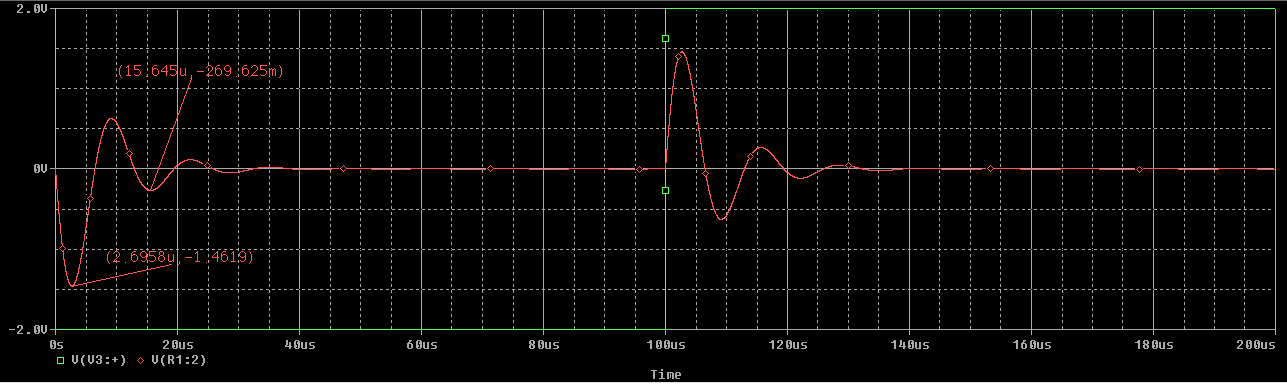 2.0V
(15.645u,-269.625m)
0V
(2.6958u,-1.4619)
-2.0V
0s 20us 40us 60us 80us 100us 120us 140us 160us 180us 200us
V(V3:+) V(R1:2)
Time